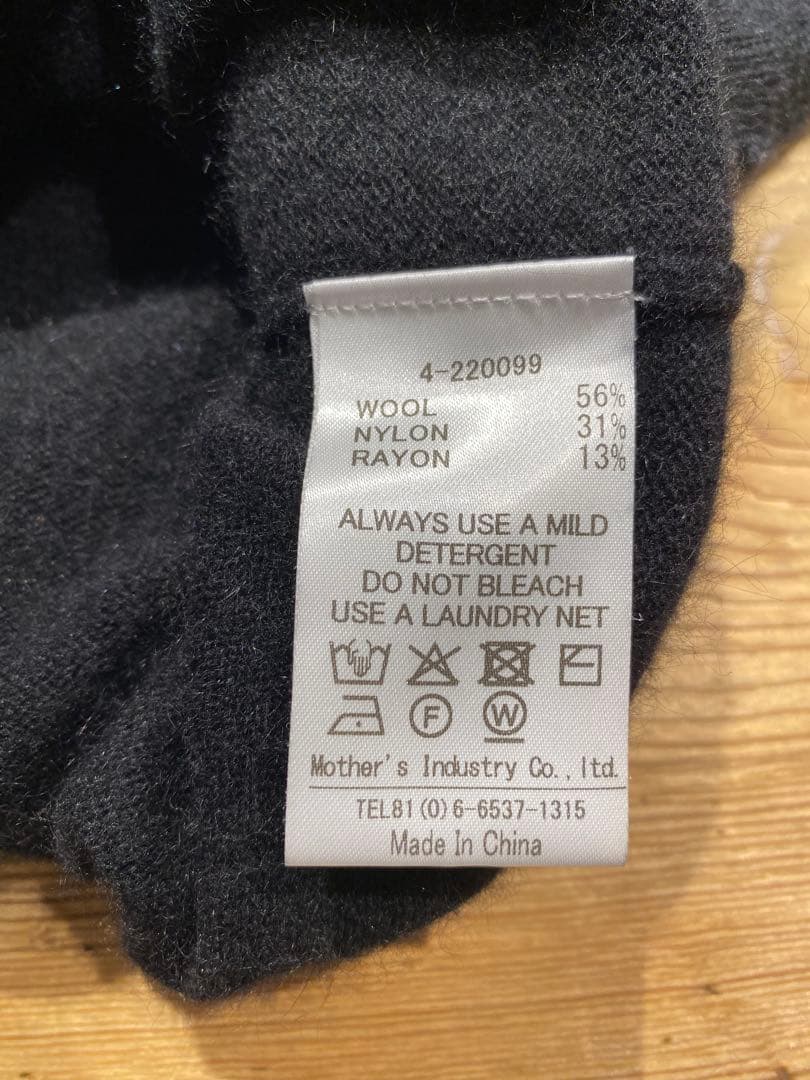 4-220099
WOOL 56%
NYLON 31%
RAYON 13%
ALWAYS USE A MILD
DETERGENT
DO NOT BLEACH
USE A LAUNDRY NET
F W
Mother's Industry Co.,ltd.
TEL81(0)6-6537-1315
Made In China